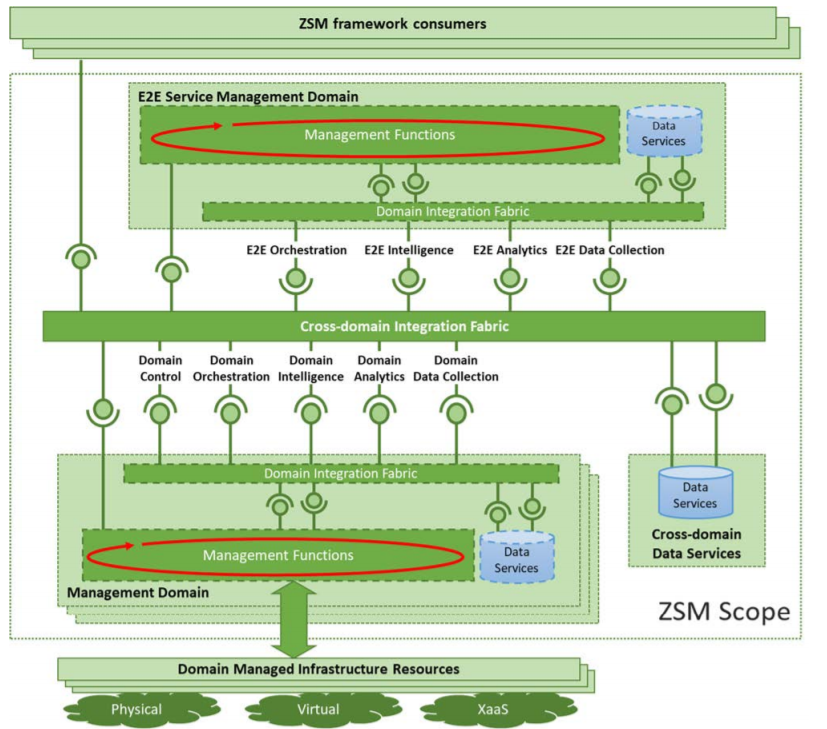 ZSM framework consumers
E2E Service Management Domain
Management Functions
Data
Services
Domain Integration Fabric
E2E Orchestration
E2E Intelligence
E2E Analytics
E2E Data Collection
Cross-domain Integration Fabric
Domain
Control
Domain
Orchestration
Domain
Intelligence
Domain
Analytics
Domain
Data Collection
Domain Integration Fabric
Management Functions
Data
Services
Management Domain
Data
Services
Cross-domain
Data Services
ZSM Scope
Domain Managed Infrastructure Resources
Physical
Virtual
XaaS